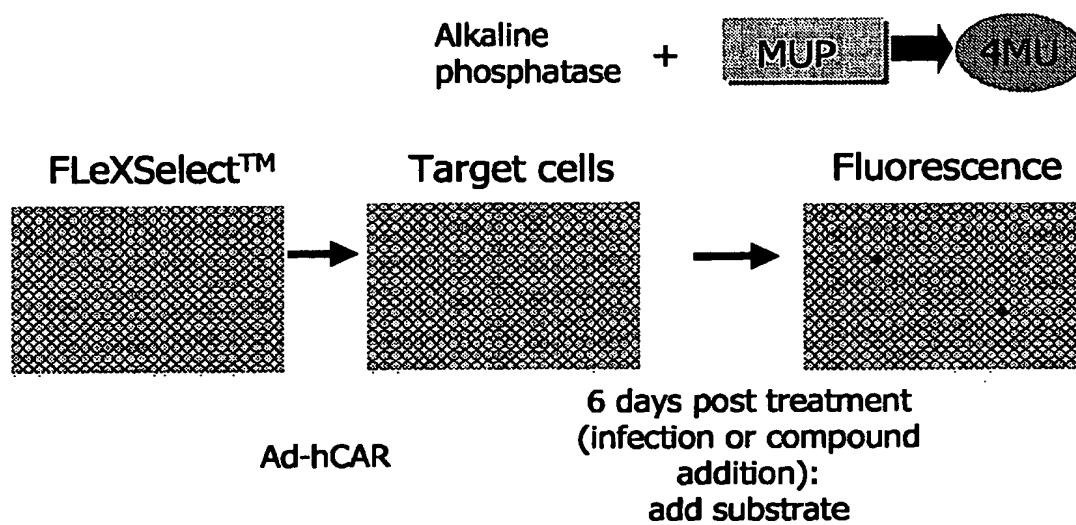 Alkaline
phosphatase + MUP 4MU
FLeXSelect™ Target cells Fluorescence
Ad-hCAR
6 days post treatment
(infection or compound
addition):
add substrate